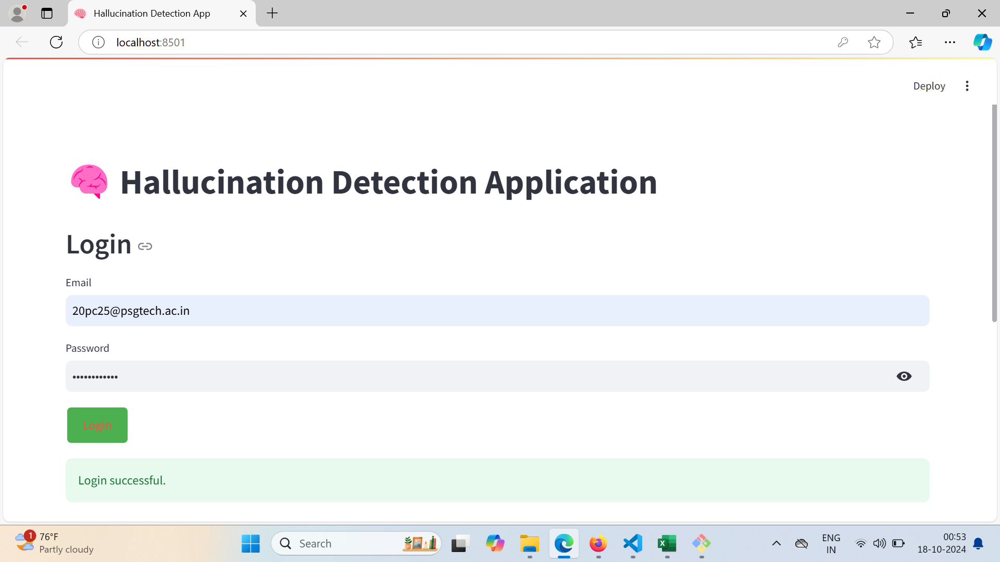 Hallucination Detection App
localhost:8501
Deploy
Hallucination Detection Application
Login
Email
20pc25@psgtech.ac.in
Password
••••••••••••
Login
Login successful.
1
76°F
Partly cloudy
Search
ENG
IN
00:53
18-10-2024